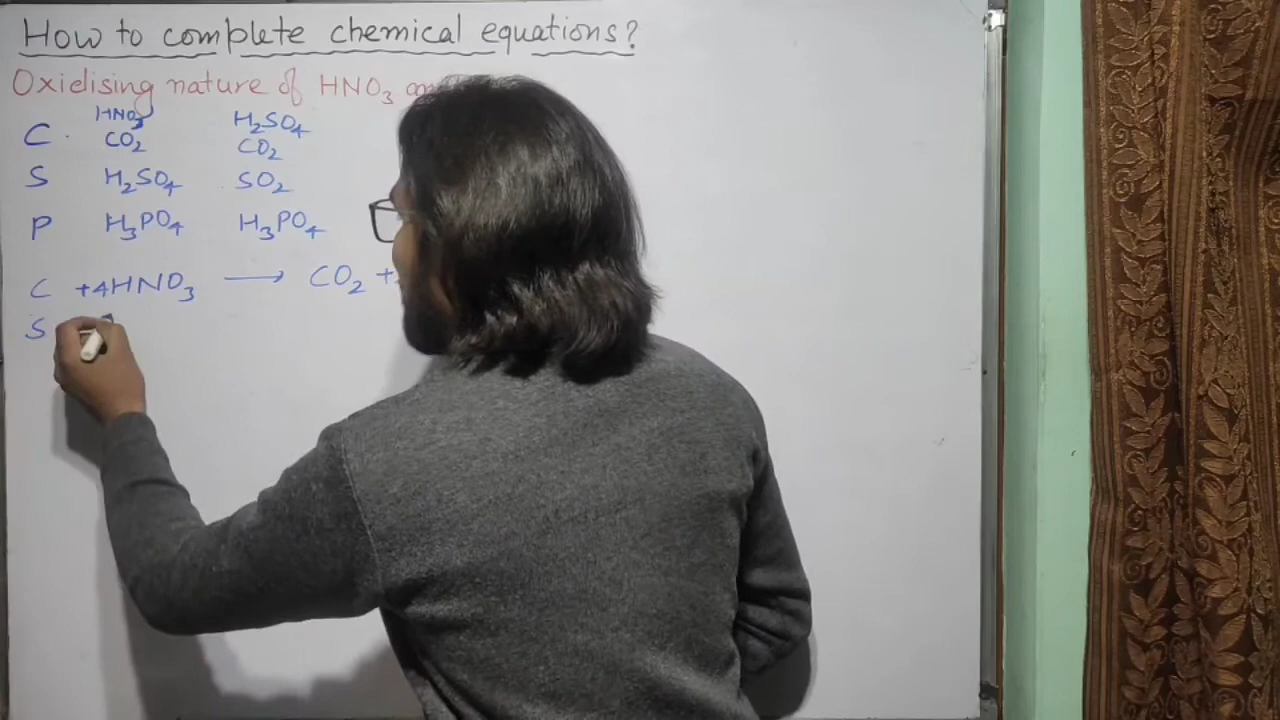 How to complete chemical equations?
Oxidising nature of HNO3
HNO3 H2SO4
C CO2 CO2
S H2SO4 SO2
P H3PO4 H3PO4
C +4HNO3 → CO2 +
S